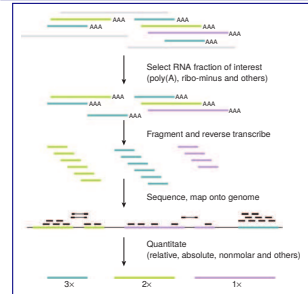 AAA
AAA
AAA
AAA
AAA
AAA
Select RNA fraction of interest
(poly(A), ribo-minus and others)
AAA
AAA
AAA
AAA
AAA
Fragment and reverse transcribe
Sequence, map onto genome
Quantitate
(relative, absolute, nonmolar and others)
3× 2× 1×